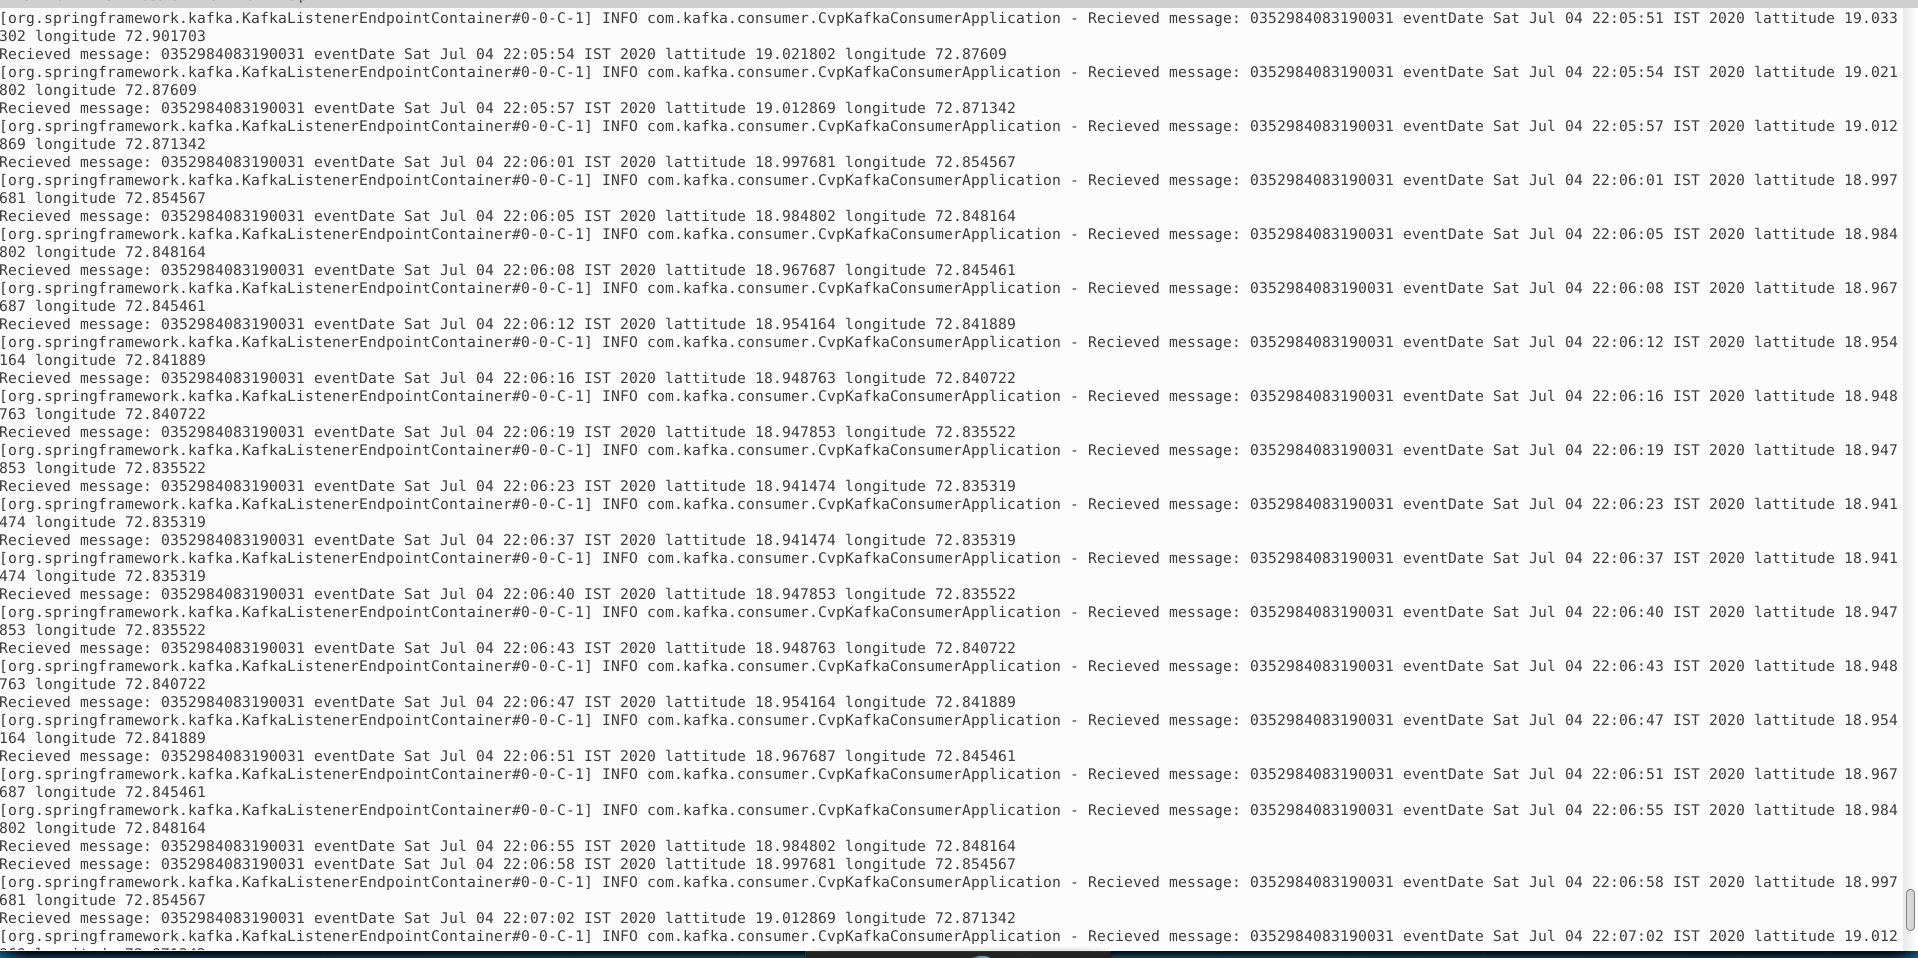 [org.springframework.kafka.KafkaListenerEndpointContainer#0-0-C-1] INFO com.kafka.consumer.CvpKafkaConsumerApplication - Recieved message: 0352984083190031 eventDate Sat Jul 04 22:05:51 IST 2020 lattitude 19.033
302 longitude 72.901703
Recieved message: 0352984083190031 eventDate Sat Jul 04 22:05:54 IST 2020 lattitude 19.021802 longitude 72.87609
[org.springframework.kafka.KafkaListenerEndpointContainer#0-0-C-1] INFO com.kafka.consumer.CvpKafkaConsumerApplication - Recieved message: 0352984083190031 eventDate Sat Jul 04 22:05:54 IST 2020 lattitude 19.021
802 longitude 72.87609
Recieved message: 0352984083190031 eventDate Sat Jul 04 22:05:57 IST 2020 lattitude 19.012869 longitude 72.871342
[org.springframework.kafka.KafkaListenerEndpointContainer#0-0-C-1] INFO com.kafka.consumer.CvpKafkaConsumerApplication - Recieved message: 0352984083190031 eventDate Sat Jul 04 22:05:57 IST 2020 lattitude 19.012
869 longitude 72.871342
Recieved message: 0352984083190031 eventDate Sat Jul 04 22:06:01 IST 2020 lattitude 18.997681 longitude 72.854567
[org.springframework.kafka.KafkaListenerEndpointContainer#0-0-C-1] INFO com.kafka.consumer.CvpKafkaConsumerApplication - Recieved message: 0352984083190031 eventDate Sat Jul 04 22:06:01 IST 2020 lattitude 18.997
681 longitude 72.854567
Recieved message: 0352984083190031 eventDate Sat Jul 04 22:06:05 IST 2020 lattitude 18.984802 longitude 72.848164
[org.springframework.kafka.KafkaListenerEndpointContainer#0-0-C-1] INFO com.kafka.consumer.CvpKafkaConsumerApplication - Recieved message: 0352984083190031 eventDate Sat Jul 04 22:06:05 IST 2020 lattitude 18.984
802 longitude 72.848164
Recieved message: 0352984083190031 eventDate Sat Jul 04 22:06:08 IST 2020 lattitude 18.967687 longitude 72.845461
[org.springframework.kafka.KafkaListenerEndpointContainer#0-0-C-1] INFO com.kafka.consumer.CvpKafkaConsumerApplication - Recieved message: 0352984083190031 eventDate Sat Jul 04 22:06:08 IST 2020 lattitude 18.967
687 longitude 72.845461
Recieved message: 0352984083190031 eventDate Sat Jul 04 22:06:12 IST 2020 lattitude 18.954164 longitude 72.841889
[org.springframework.kafka.KafkaListenerEndpointContainer#0-0-C-1] INFO com.kafka.consumer.CvpKafkaConsumerApplication - Recieved message: 0352984083190031 eventDate Sat Jul 04 22:06:12 IST 2020 lattitude 18.954
164 longitude 72.841889
Recieved message: 0352984083190031 eventDate Sat Jul 04 22:06:16 IST 2020 lattitude 18.948763 longitude 72.840722
[org.springframework.kafka.KafkaListenerEndpointContainer#0-0-C-1] INFO com.kafka.consumer.CvpKafkaConsumerApplication - Recieved message: 0352984083190031 eventDate Sat Jul 04 22:06:16 IST 2020 lattitude 18.948
763 longitude 72.840722
Recieved message: 0352984083190031 eventDate Sat Jul 04 22:06:19 IST 2020 lattitude 18.947853 longitude 72.835522
[org.springframework.kafka.KafkaListenerEndpointContainer#0-0-C-1] INFO com.kafka.consumer.CvpKafkaConsumerApplication - Recieved message: 0352984083190031 eventDate Sat Jul 04 22:06:19 IST 2020 lattitude 18.947
853 longitude 72.835522
Recieved message: 0352984083190031 eventDate Sat Jul 04 22:06:23 IST 2020 lattitude 18.941474 longitude 72.835319
[org.springframework.kafka.KafkaListenerEndpointContainer#0-0-C-1] INFO com.kafka.consumer.CvpKafkaConsumerApplication - Recieved message: 0352984083190031 eventDate Sat Jul 04 22:06:23 IST 2020 lattitude 18.941
474 longitude 72.835319
Recieved message: 0352984083190031 eventDate Sat Jul 04 22:06:37 IST 2020 lattitude 18.941474 longitude 72.835319
[org.springframework.kafka.KafkaListenerEndpointContainer#0-0-C-1] INFO com.kafka.consumer.CvpKafkaConsumerApplication - Recieved message: 0352984083190031 eventDate Sat Jul 04 22:06:37 IST 2020 lattitude 18.941
474 longitude 72.835319
Recieved message: 0352984083190031 eventDate Sat Jul 04 22:06:40 IST 2020 lattitude 18.947853 longitude 72.835522
[org.springframework.kafka.KafkaListenerEndpointContainer#0-0-C-1] INFO com.kafka.consumer.CvpKafkaConsumerApplication - Recieved message: 0352984083190031 eventDate Sat Jul 04 22:06:40 IST 2020 lattitude 18.947
853 longitude 72.835522
Recieved message: 0352984083190031 eventDate Sat Jul 04 22:06:43 IST 2020 lattitude 18.948763 longitude 72.840722
[org.springframework.kafka.KafkaListenerEndpointContainer#0-0-C-1] INFO com.kafka.consumer.CvpKafkaConsumerApplication - Recieved message: 0352984083190031 eventDate Sat Jul 04 22:06:43 IST 2020 lattitude 18.948
763 longitude 72.840722
Recieved message: 0352984083190031 eventDate Sat Jul 04 22:06:47 IST 2020 lattitude 18.954164 longitude 72.841889
[org.springframework.kafka.KafkaListenerEndpointContainer#0-0-C-1] INFO com.kafka.consumer.CvpKafkaConsumerApplication - Recieved message: 0352984083190031 eventDate Sat Jul 04 22:06:47 IST 2020 lattitude 18.954
164 longitude 72.841889
Recieved message: 0352984083190031 eventDate Sat Jul 04 22:06:51 IST 2020 lattitude 18.967687 longitude 72.845461
[org.springframework.kafka.KafkaListenerEndpointContainer#0-0-C-1] INFO com.kafka.consumer.CvpKafkaConsumerApplication - Recieved message: 0352984083190031 eventDate Sat Jul 04 22:06:51 IST 2020 lattitude 18.967
687 longitude 72.845461
[org.springframework.kafka.KafkaListenerEndpointContainer#0-0-C-1] INFO com.kafka.consumer.CvpKafkaConsumerApplication - Recieved message: 0352984083190031 eventDate Sat Jul 04 22:06:55 IST 2020 lattitude 18.984
802 longitude 72.848164
Recieved message: 0352984083190031 eventDate Sat Jul 04 22:06:55 IST 2020 lattitude 18.984802 longitude 72.848164
Recieved message: 0352984083190031 eventDate Sat Jul 04 22:06:58 IST 2020 lattitude 18.997681 longitude 72.854567
[org.springframework.kafka.KafkaListenerEndpointContainer#0-0-C-1] INFO com.kafka.consumer.CvpKafkaConsumerApplication - Recieved message: 0352984083190031 eventDate Sat Jul 04 22:06:58 IST 2020 lattitude 18.997
681 longitude 72.854567
Recieved message: 0352984083190031 eventDate Sat Jul 04 22:07:02 IST 2020 lattitude 19.012869 longitude 72.871342
[org.springframework.kafka.KafkaListenerEndpointContainer#0-0-C-1] INFO com.kafka.consumer.CvpKafkaConsumerApplication - Recieved message: 0352984083190031 eventDate Sat Jul 04 22:07:02 IST 2020 lattitude 19.012